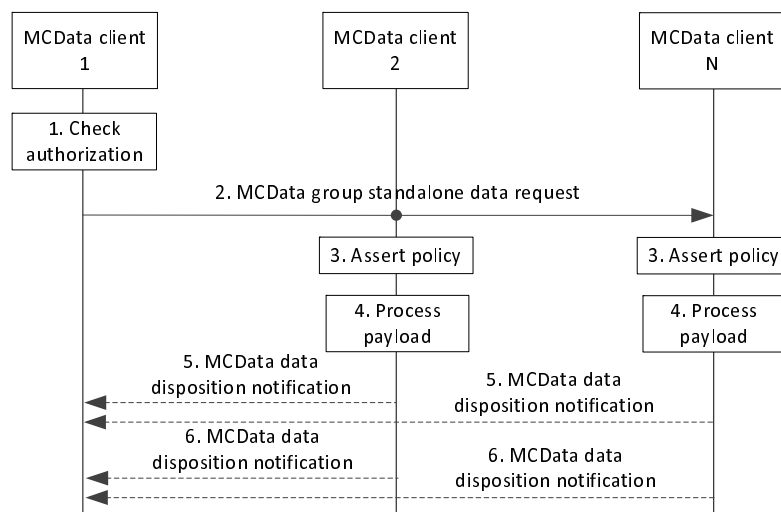 MCData client
1
MCData client
2
MCData client
N
1. Check
authorization
2. MCData group standalone data request
3. Assert policy
3. Assert policy
4. Process
payload
4. Process
payload
5. MCData data
disposition notification
5. MCData data
disposition notification
6. MCData data
disposition notification
6. MCData data
disposition notification